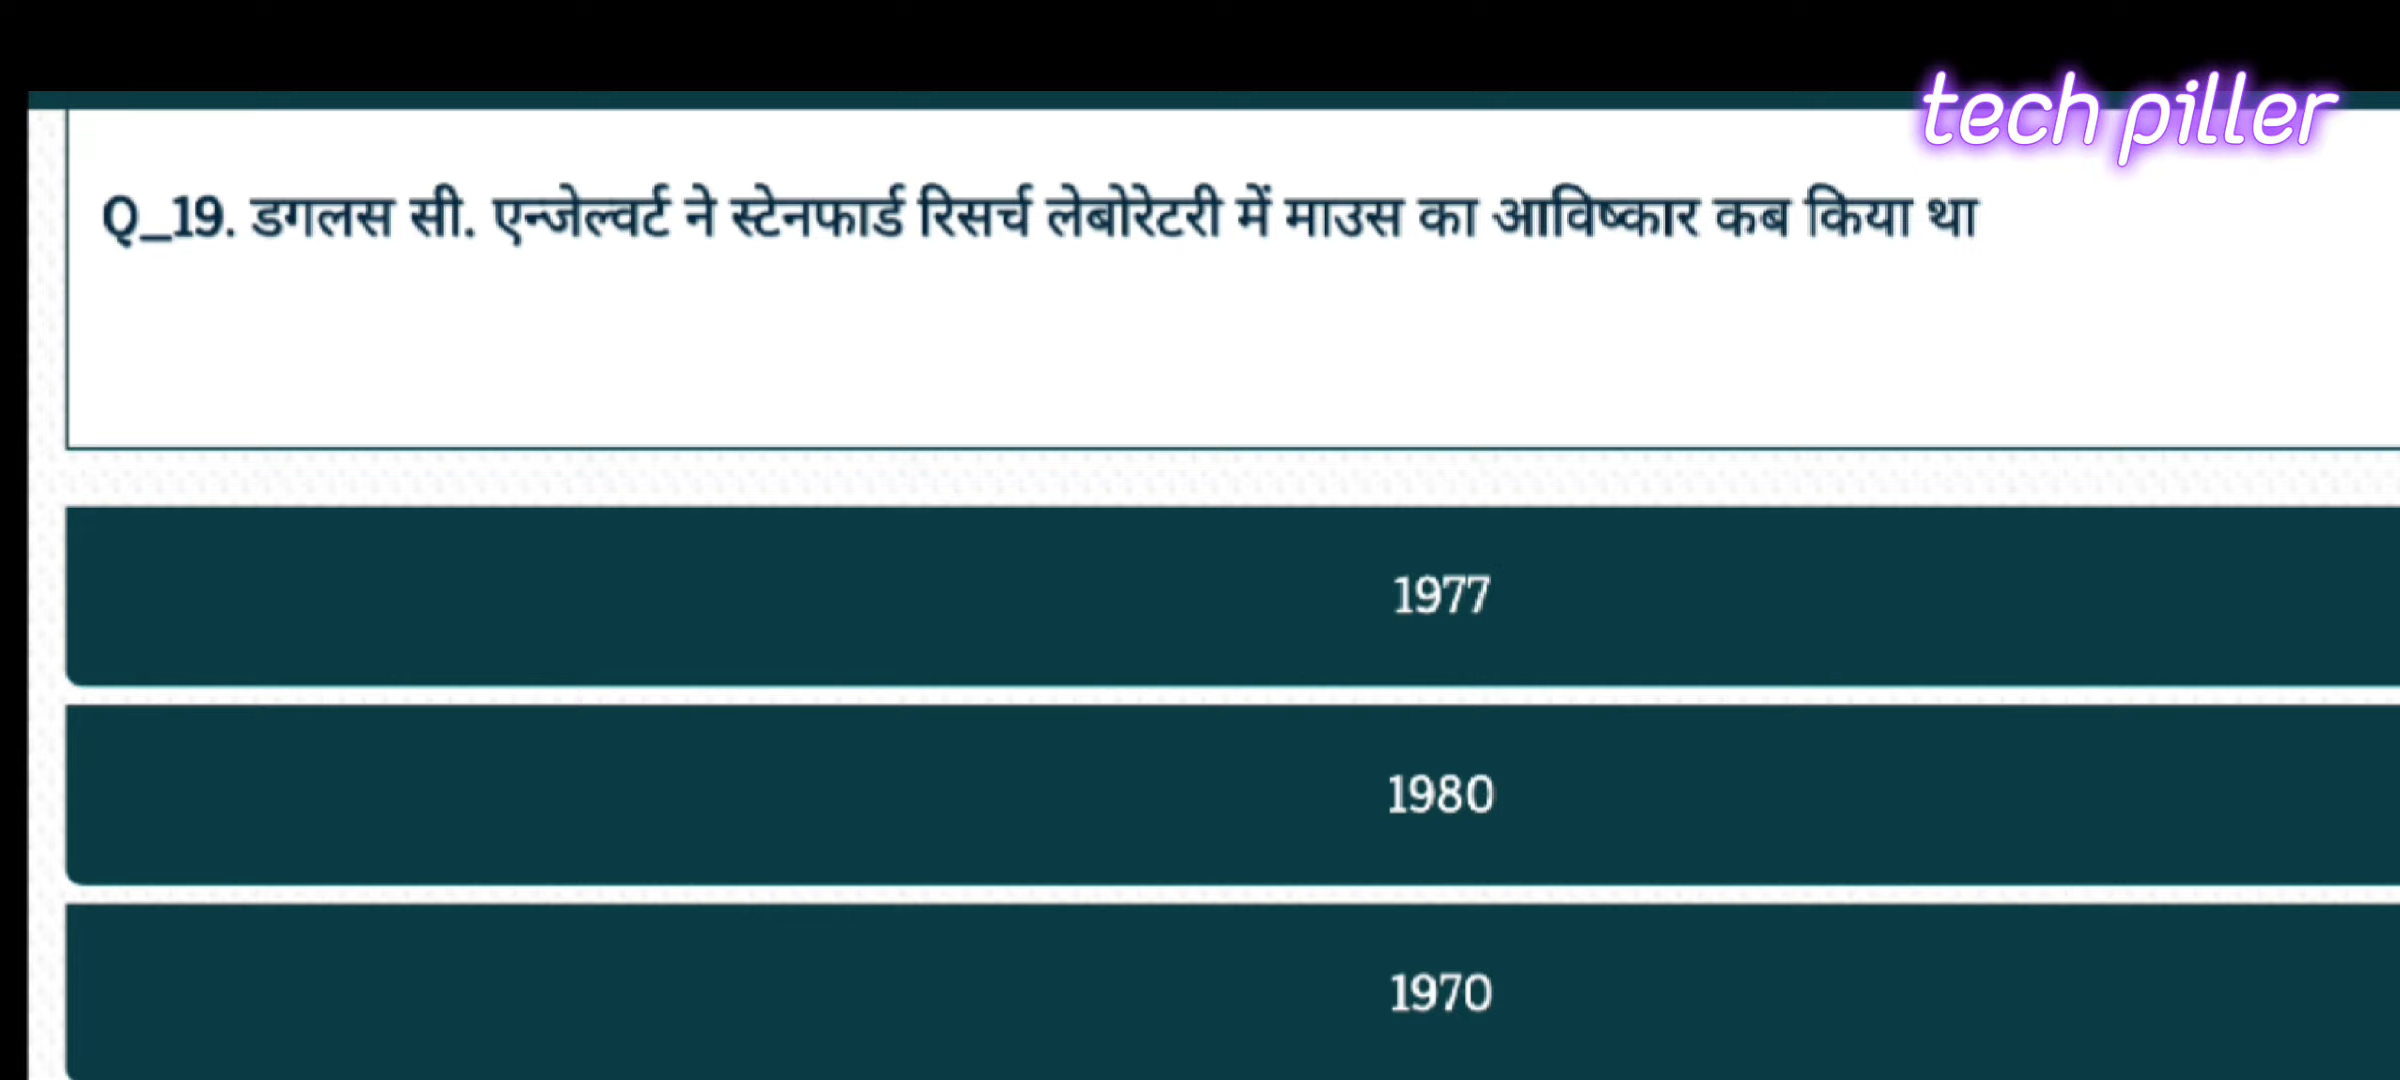 tech piller
Q_19. डगलस सी. एन्जेल्वर्ट ने स्टेनफार्ड रिसर्च लेबोरेटरी में माउस का आविष्कार कब किया था
1977
1980
1970